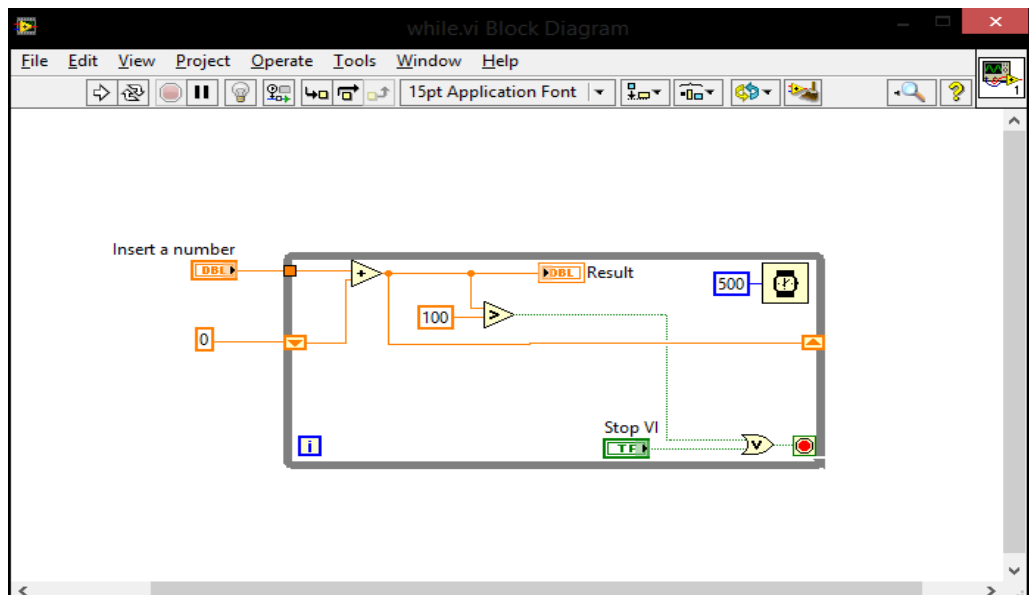 while.vi Block Diagram
File Edit View Project Operate Tools Window Help
15pt Application Font
1
Insert a number
DBL
DBL Result
500
100
0
Stop VI
i
TF
V